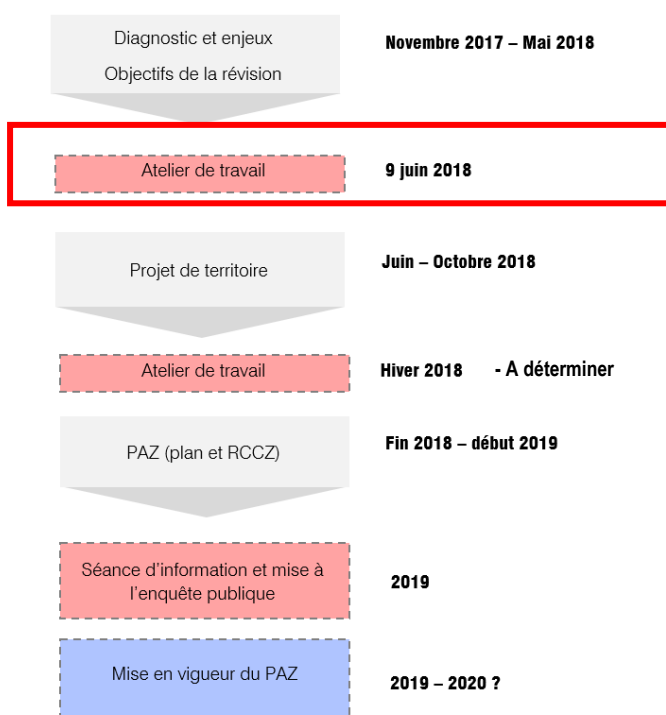 Diagnostic et enjeux
Objectifs de la révision
Novembre 2017 – Mai 2018
Atelier de travail
9 juin 2018
Projet de territoire
Juin – Octobre 2018
Atelier de travail
Hiver 2018 - A déterminer
PAZ (plan et RCCZ)
Fin 2018 – début 2019
Séance d'information et mise à
l'enquête publique
2019
Mise en vigueur du PAZ
2019 – 2020 ?